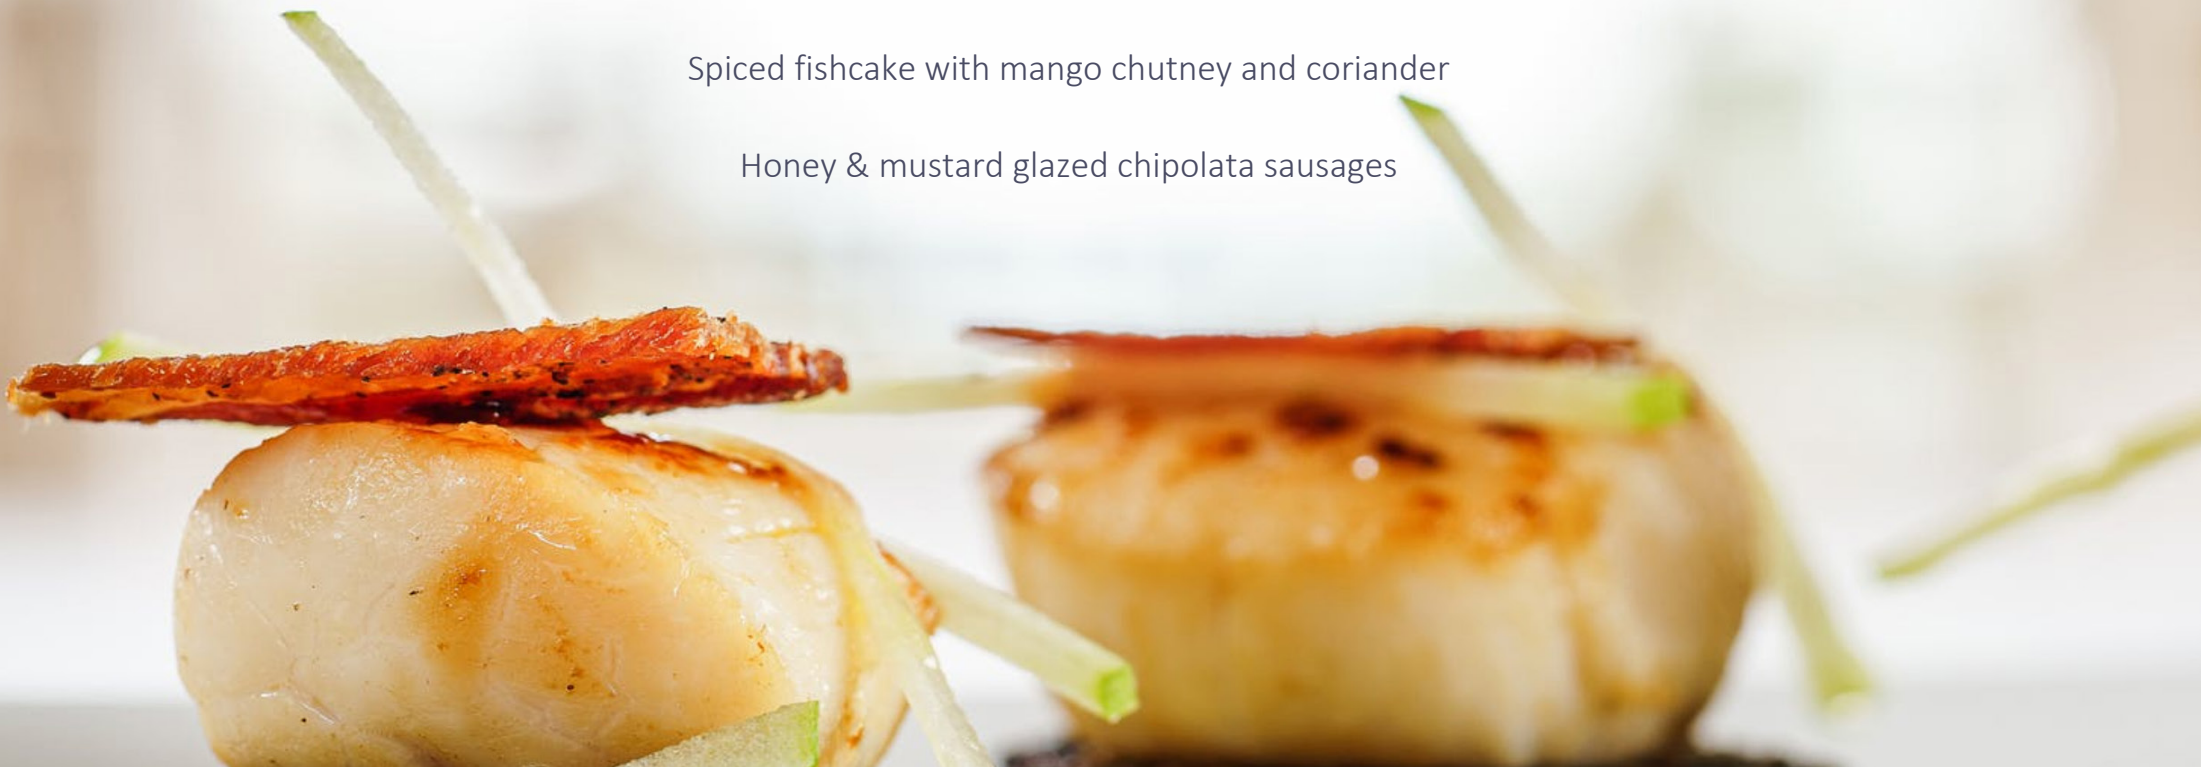 Spiced fishcake with mango chutney and coriander
Honey & mustard glazed chipolata sausages